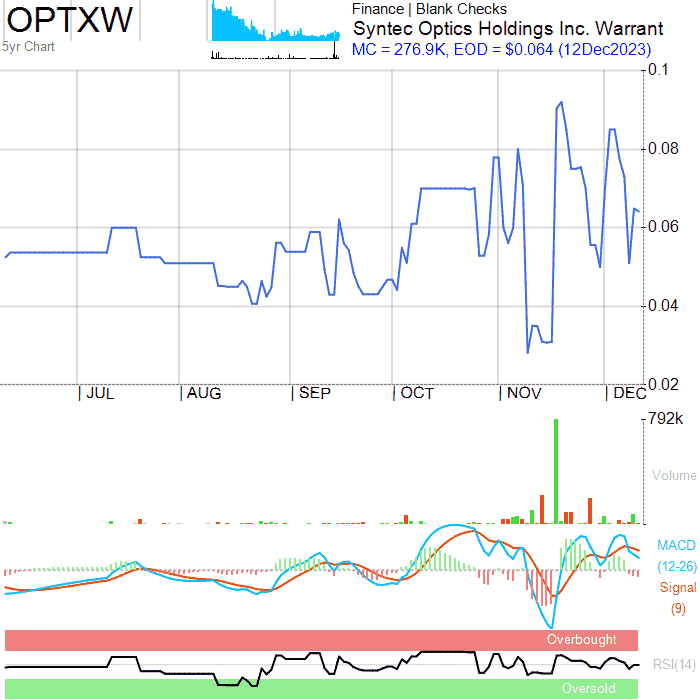 OPTXW
5yr Chart
Finance | Blank Checks
Syntec Optics Holdings Inc. Warrant
MC = 276.9K, EOD = $0.064 (12Dec2023)
0.1
0.08
0.06
0.04
0.02
JUL AUG SEP OCT NOV DEC
792k
Volume
MACD
(12-26)
Signal
(9)
Overbought
RSI(14)
Oversold